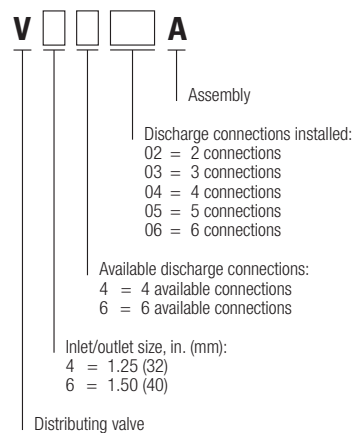 V A
Assembly
Discharge connections installed:
02 = 2 connections
03 = 3 connections
04 = 4 connections
05 = 5 connections
06 = 6 connections
Available discharge connections:
4 = 4 available connections
6 = 6 available connections
Inlet/outlet size, in. (mm):
4 = 1.25 (32)
6 = 1.50 (40)
Distributing valve